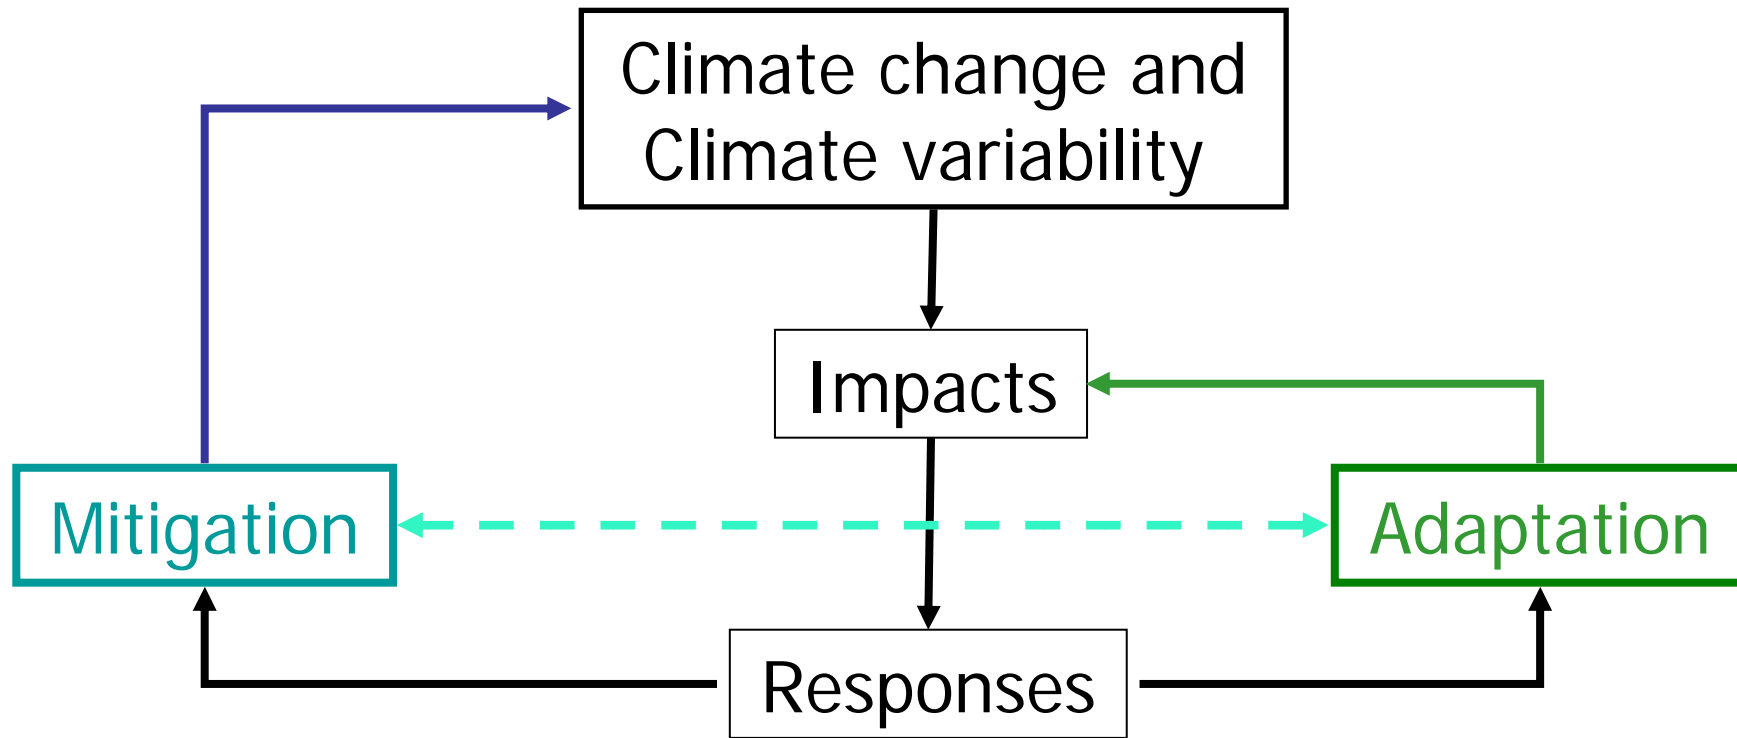 Climate change and
Climate variability
Impacts
Mitigation
Adaptation
Responses